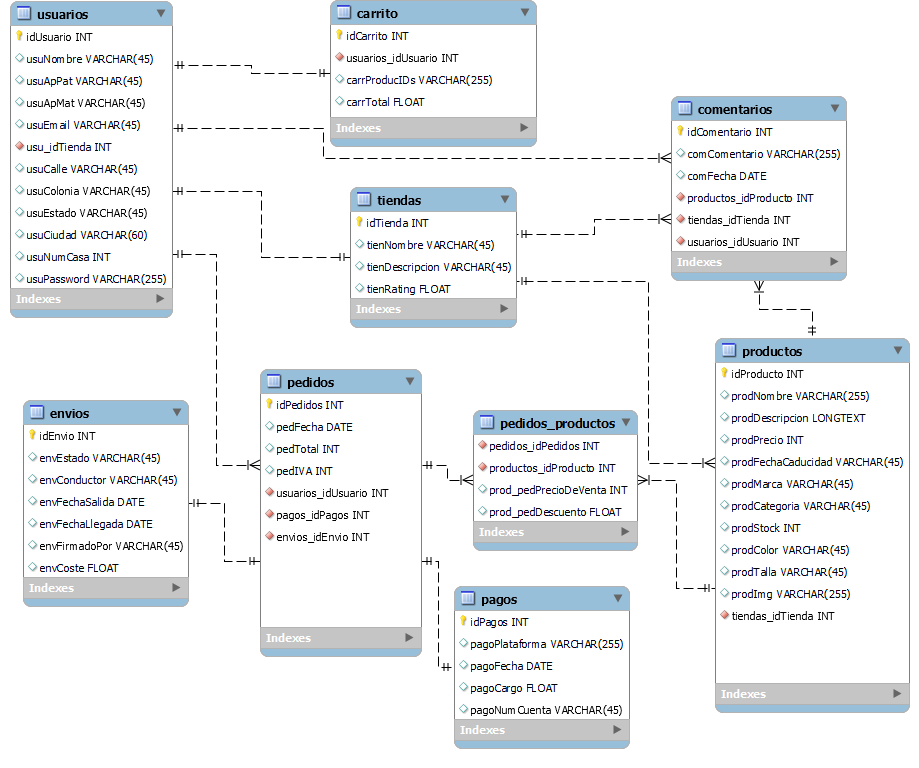 usuarios
idUsuario INT
usuNombre VARCHAR(45)
usuApPat VARCHAR(45)
usuApMat VARCHAR(45)
usuEmail VARCHAR(45)
usu_idTienda INT
usuCalle VARCHAR(45)
usuColonia VARCHAR(45)
usuEstado VARCHAR(45)
usuCiudad VARCHAR(60)
usuNumCasa INT
usuPassword VARCHAR(255)
Indexes
carrito
idCarrito INT
usuarios_idUsuario INT
carrProducIDs VARCHAR(255)
carrTotal FLOAT
Indexes
comentarios
idComentario INT
comComentario VARCHAR(255)
comFecha DATE
productos_idProducto INT
tiendas_idTienda INT
usuarios_idUsuario INT
Indexes
tiendas
idTienda INT
tienNombre VARCHAR(45)
tienDescripcion VARCHAR(45)
tienRating FLOAT
Indexes
envios
idEnvio INT
envEstado VARCHAR(45)
envConductor VARCHAR(45)
envFechaSalida DATE
envFechaLlegada DATE
envFirmadoPor VARCHAR(45)
envCoste FLOAT
Indexes
pedidos
idPedidos INT
pedFecha DATE
pedTotal INT
pedIVA INT
usuarios_idUsuario INT
pagos_idPagos INT
envios_idEnvio INT
Indexes
pedidos_productos
pedidos_idPedidos INT
productos_idProducto INT
prod_pedPrecioDeVenta INT
prod_pedDescuento FLOAT
Indexes
productos
idProducto INT
prodNombre VARCHAR(255)
prodDescripcion LONGTEXT
prodPrecio INT
prodFechaCaducidad VARCHAR(45)
prodMarca VARCHAR(45)
prodCategoria VARCHAR(45)
prodStock INT
prodColor VARCHAR(45)
prodTalla VARCHAR(45)
prodImg VARCHAR(255)
tiendas_idTienda INT
Indexes
pagos
idPagos INT
pagoPlataforma VARCHAR(255)
pagoFecha DATE
pagoCargo FLOAT
pagoNumCuenta VARCHAR(45)
Indexes